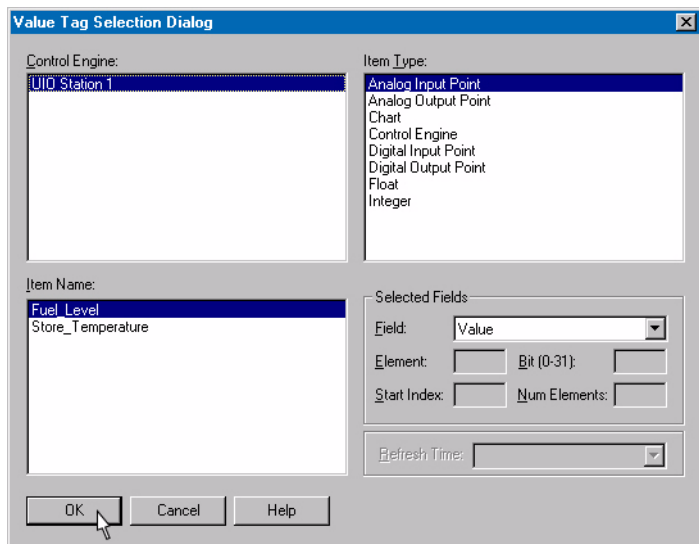 Value Tag Selection Dialog
Control Engine:
UIO Station 1
Item Type:
Analog Input Point
Analog Output Point
Chart
Control Engine
Digital Input Point
Digital Output Point
Float
Integer
Item Name:
Fuel_Level
Store_Temperature
Selected Fields
Field: Value
Element: Bit (0-31):
Start Index: Num Elements:
Refresh Time:
OK Cancel Help